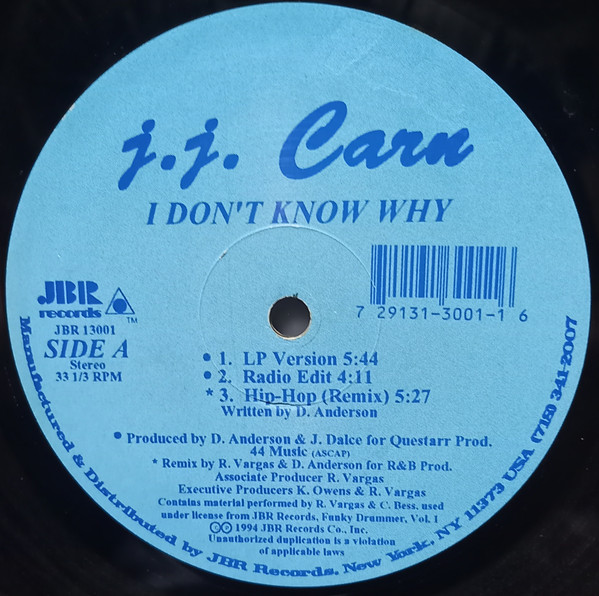 j.j. Carn
I DON'T KNOW WHY
JBR
records
TM
JBR 13001
SIDE A
Stereo
33 1/3 RPM
7 29131-3001-1 6
• 1. LP Version 5:44
• 2. Radio Edit 4:11
* 3. Hip-Hop (Remix) 5:27
Written by D. Anderson
• Produced by D. Anderson & J. Dalce for Questarr Prod.
44 Music (ASCAP)
* Remix by R. Vargas & D. Anderson for R&B Prod.
Associate Producer R. Vargas
Executive Producers K. Owens & R. Vargas
Contains material performed by R. Vargas & C. Bess. used
under license from JBR Records, Funky Drummer, Vol. I
©© 1994 JBR Records Co., Inc.
Unauthorized duplication is a violation
of applicable laws
Manufactured & Distributed by JBR Records. New York, NY 11373 USA (718) 341-2007